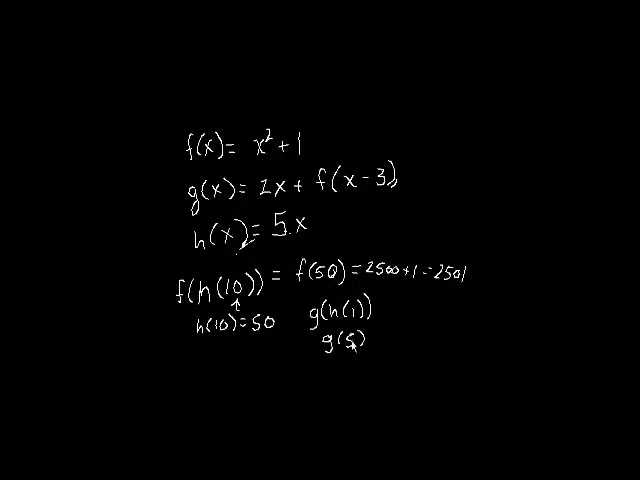 f(x)= x² + 1
g(x)= 2x + f(x-3)
h(x)= 5x
f(h(10)) = f(50) = 2500+1 = 2501
h(10)=50 g(h(1))
g(5)